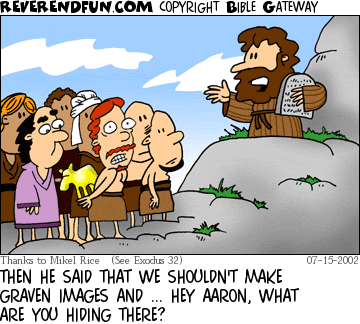 REVERENDFUN.COM COPYRIGHT BIBLE GATEWAY
Thanks to Mikel Rice (See Exodus 32) 07-15-2002
THEN HE SAID THAT WE SHOULDN'T MAKE
GRAVEN IMAGES AND ... HEY AARON, WHAT
ARE YOU HIDING THERE?